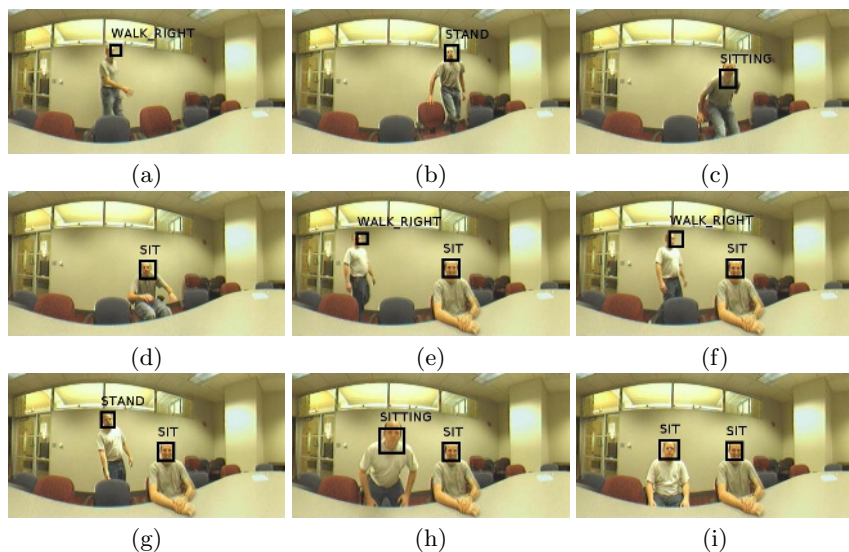 WALK_RIGHT
STAND
SITTING
(a)
(b)
(c)
SIT
WALK_RIGHT
SIT
WALK_RIGHT
SIT
(d)
(e)
(f)
STAND
SIT
SITTING
SIT
SIT
SIT
(g)
(h)
(i)